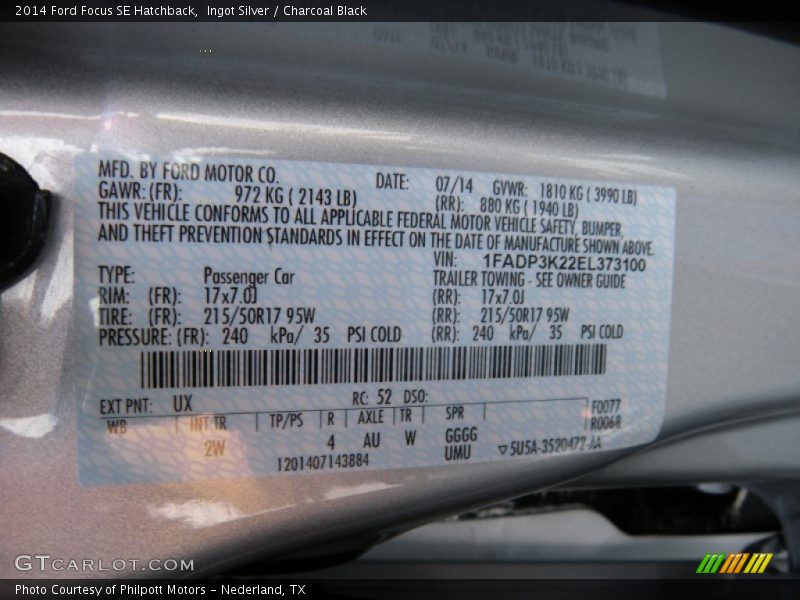 2014 Ford Focus SE Hatchback,  Ingot Silver / Charcoal Black
MFD. BY FORD MOTOR CO. DATE: 07/14 GVWR: 1810 KG ( 3990 LB)
GAWR: (FR): 972 KG ( 2143 LB) (RR): 880 KG ( 1940 LB)
THIS VEHICLE CONFORMS TO ALL APPLICABLE FEDERAL MOTOR VEHICLE SAFETY, BUMPER,
AND THEFT PREVENTION STANDARDS IN EFFECT ON THE DATE OF MANUFACTURE SHOWN ABOVE.
VIN: 1FADP3K22EL373100
TYPE: Passenger Car TRAILER TOWING - SEE OWNER GUIDE
RIM: (FR): 17x7.0J (RR): 17x7.0J
TIRE: (FR): 215/50R17 95W (RR): 215/50R17 95W
PRESSURE: (FR): 240 kPa/ 35 PSI COLD (RR): 240 kPa/ 35 PSI COLD
EXT PNT: UX RC: 52 DSO: F0077
WB INT TR TP/PS R AXLE TR SPR R0068
2W 4 AU W GGGG
1201407143884 UMU ▽5U5A-3520472-AA
GTCarLot.com
Photo Courtesy of Philpott Motors – Nederland, TX